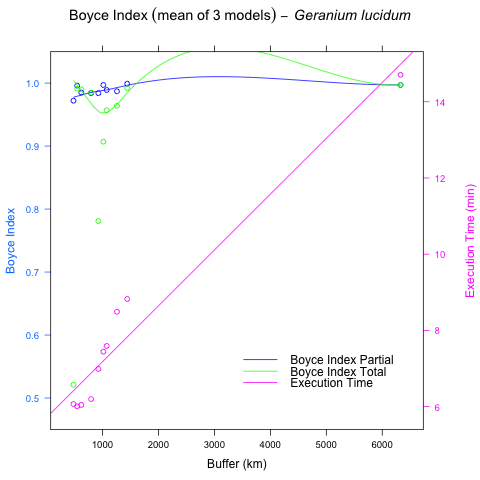 Boyce Index (mean of 3 models) – Geranium lucidum
1.0
0.9
0.8
0.7
0.6
0.5
Boyce Index
14
12
10
8
6
Execution Time (min)
Boyce Index Partial
Boyce Index Total
Execution Time
1000 2000 3000 4000 5000 6000
Buffer (km)